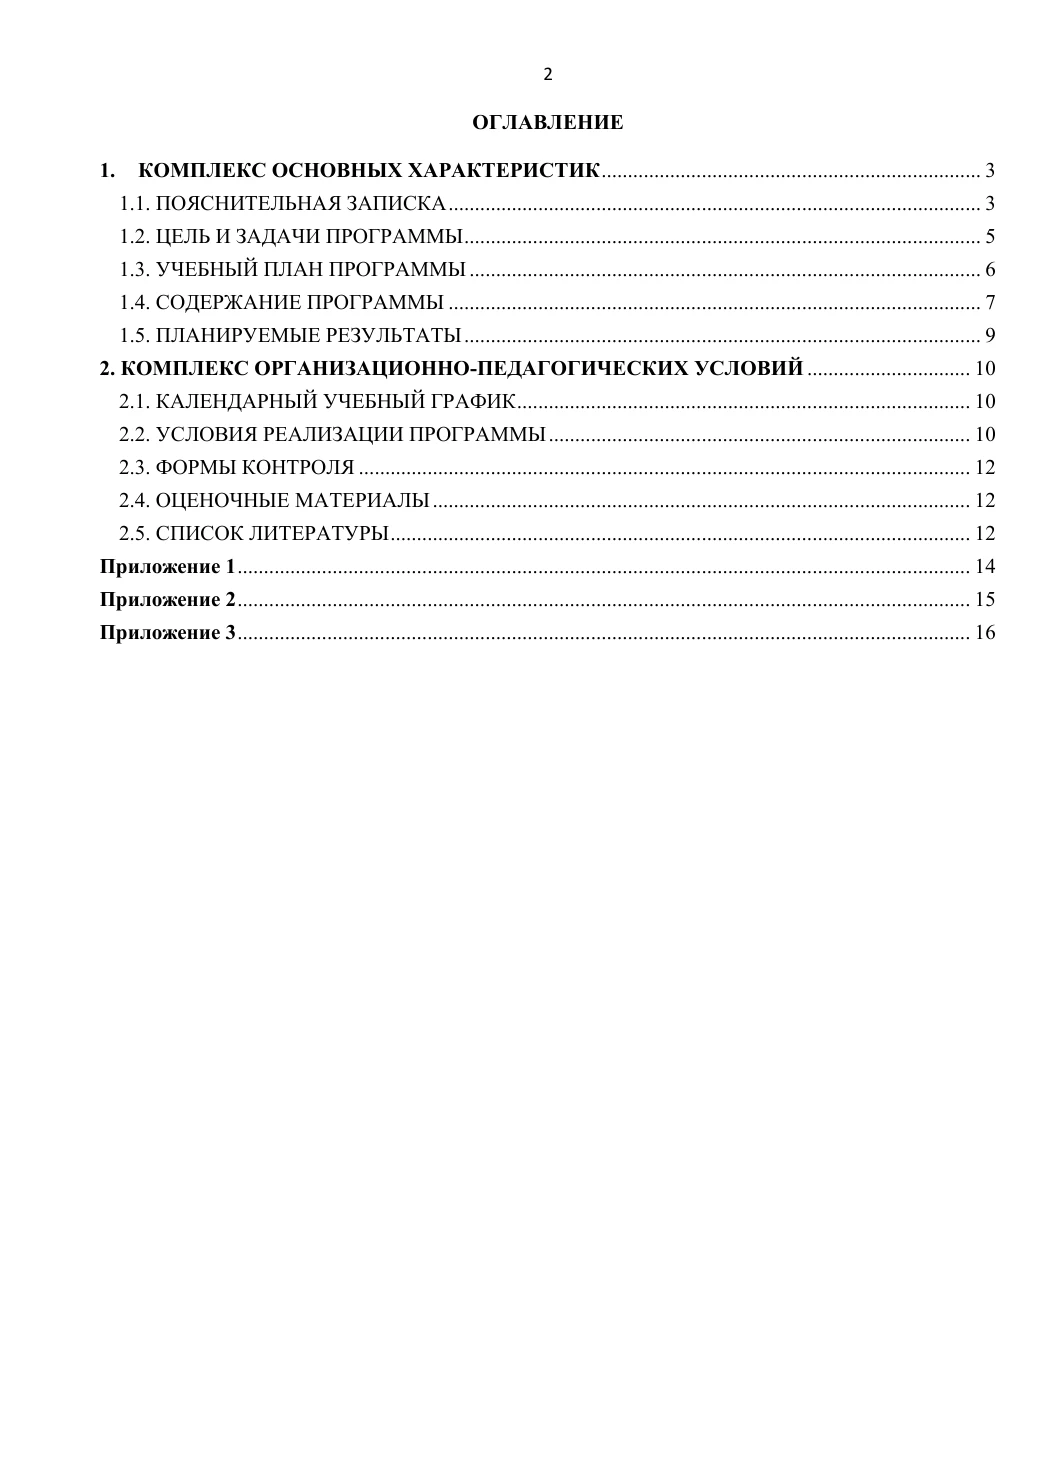 2
ОГЛАВЛЕНИЕ
1. КОМПЛЕКС ОСНОВНЫХ ХАРАКТЕРИСТИК........................................................................ 3
1.1. ПОЯСНИТЕЛЬНАЯ ЗАПИСКА..................................................................................................... 3
1.2. ЦЕЛЬ И ЗАДАЧИ ПРОГРАММЫ.................................................................................................. 5
1.3. УЧЕБНЫЙ ПЛАН ПРОГРАММЫ ................................................................................................. 6
1.4. СОДЕРЖАНИЕ ПРОГРАММЫ ..................................................................................................... 7
1.5. ПЛАНИРУЕМЫЕ РЕЗУЛЬТАТЫ .................................................................................................. 9
2. КОМПЛЕКС ОРГАНИЗАЦИОННО-ПЕДАГОГИЧЕСКИХ УСЛОВИЙ ............................... 10
2.1. КАЛЕНДАРНЫЙ УЧЕБНЫЙ ГРАФИК...................................................................................... 10
2.2. УСЛОВИЯ РЕАЛИЗАЦИИ ПРОГРАММЫ ................................................................................ 10
2.3. ФОРМЫ КОНТРОЛЯ .................................................................................................................... 12
2.4. ОЦЕНОЧНЫЕ МАТЕРИАЛЫ ...................................................................................................... 12
2.5. СПИСОК ЛИТЕРАТУРЫ.............................................................................................................. 12
Приложение 1........................................................................................................................................... 14
Приложение 2........................................................................................................................................... 15
Приложение 3........................................................................................................................................... 16